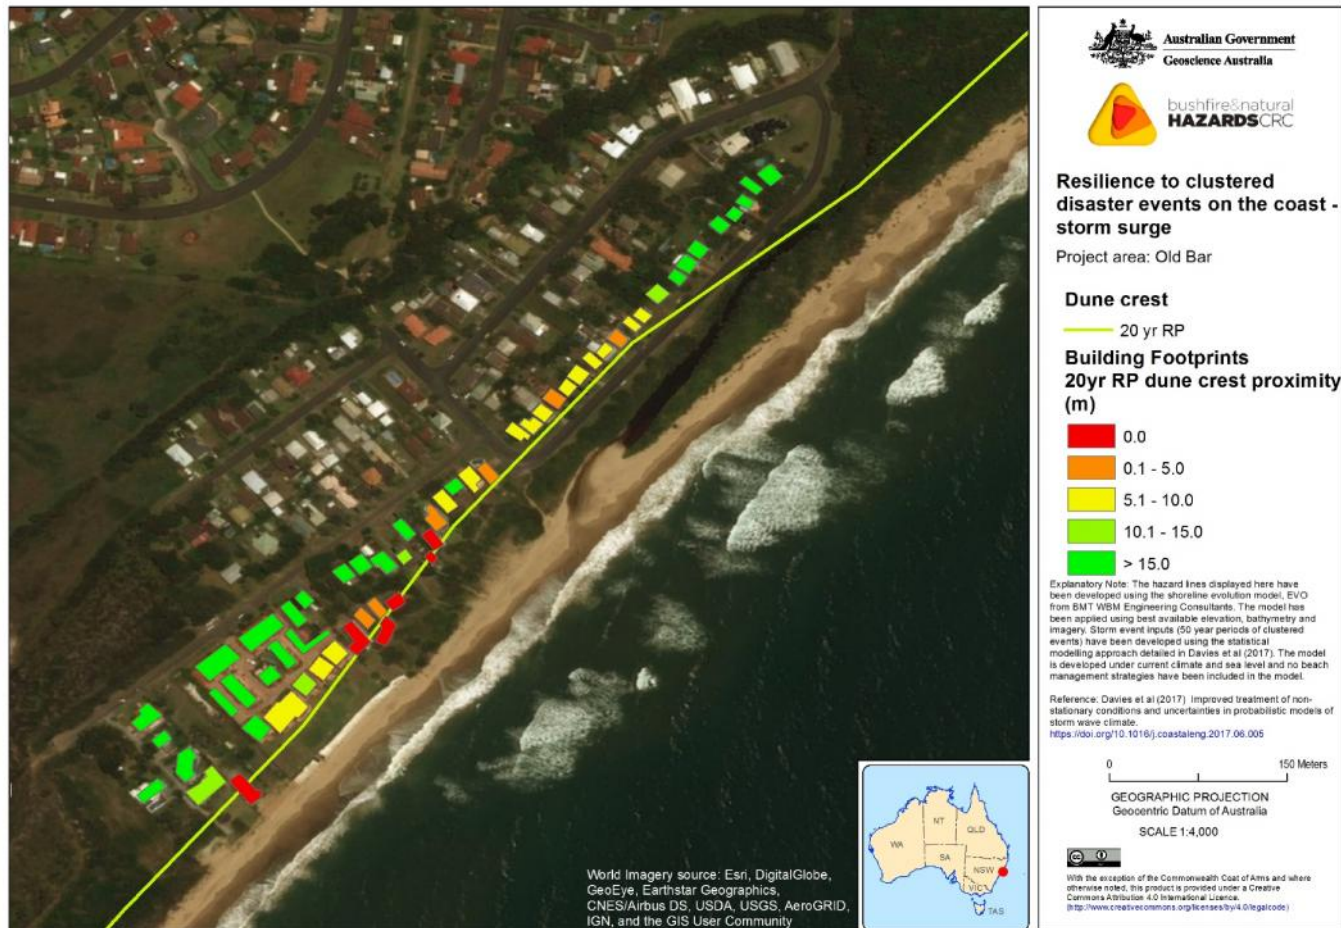 Australian Government
Geoscience Australia
bushfire&natural
HAZARDSCRC
Resilience to clustered
disaster events on the coast -
storm surge
Project area: Old Bar
Dune crest
20 yr RP
Building Footprints
20yr RP dune crest proximity
(m)
0.0
0.1 - 5.0
5.1 - 10.0
10.1 - 15.0
> 15.0
Explanatory Note: The hazard lines displayed here have
been developed using the shoreline evolution model, EVO
from BMT WBM Engineering Consultants. The model has
been applied using best available elevation, bathymetry and
imagery. Storm event inputs (50 year periods of clustered
events) have been developed using the statistical
modelling approach detailed in Davies et al (2017). The model
is developed under current climate and sea level and no beach
management strategies have been included in the model.
Reference: Davies et al (2017) Improved treatment of non-
stationary conditions and uncertainties in probabilistic models of
storm wave climate.
https://doi.org/10.1016/j.coastaleng.2017.06.005
0 150 Meters
GEOGRAPHIC PROJECTION
Geocentric Datum of Australia
SCALE 1:4,000
cc
With the exception of the Commonwealth Coat of Arms and where
otherwise noted, this product is provided under a Creative
Commons Attribution 4.0 International Licence.
(http://www.creativecommons.org/licenses/by/4.0/legalcode)
World Imagery source: Esri, DigitalGlobe,
GeoEye, Earthstar Geographics,
CNES/Airbus DS, USDA, USGS, AeroGRID,
IGN, and the GIS User Community
NT
QLD
WA
SA
NSW
VIC
TAS